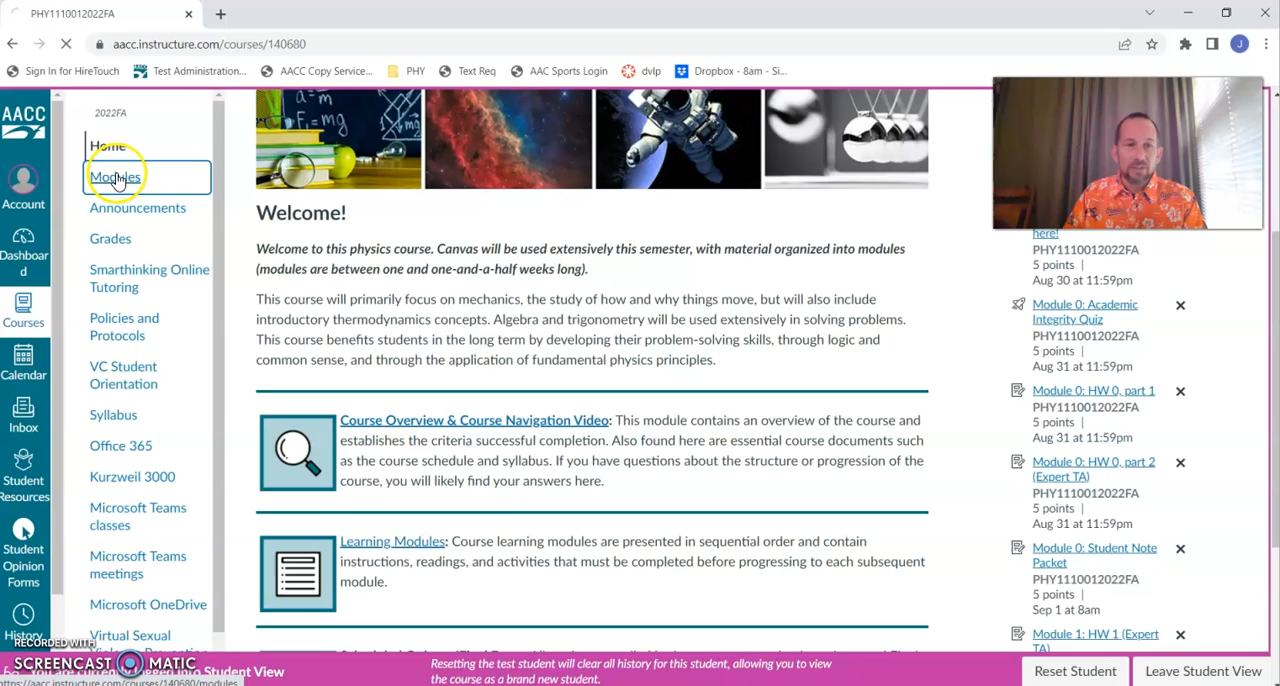 PHY1110012022FA
aacc.instructure.com/courses/140680
Sign In for HireTouch
Test Administration...
AACC Copy Service...
PHY
Text Req
AAC Sports Login
dvlp
Dropbox - 8am - Si...
J
AACC
Account
Dashboar
d
Courses
Calendar
Inbox
Student
Resources
Student
Opinion
Forms
History
2022FA
Home
Modules
Announcements
Grades
Smarthinking Online
Tutoring
Policies and
Protocols
VC Student
Orientation
Syllabus
Office 365
Kurzweil 3000
Microsoft Teams
classes
Microsoft Teams
meetings
Microsoft OneDrive
Virtual Sexual
Welcome!
Welcome to this physics course. Canvas will be used extensively this semester, with material organized into modules
(modules are between one and one-and-a-half weeks long).
This course will primarily focus on mechanics, the study of how and why things move, but will also include
introductory thermodynamics concepts. Algebra and trigonometry will be used extensively in solving problems.
This course benefits students in the long term by developing their problem-solving skills, through logic and
common sense, and through the application of fundamental physics principles.
Course Overview & Course Navigation Video: This module contains an overview of the course and
establishes the criteria successful completion. Also found here are essential course documents such
as the course schedule and syllabus. If you have questions about the structure or progression of the
course, you will likely find your answers here.
Learning Modules: Course learning modules are presented in sequential order and contain
instructions, readings, and activities that must be completed before progressing to each subsequent
module.
here!
PHY1110012022FA
5 points |
Aug 30 at 11:59pm
Module 0: Academic
Integrity Quiz
PHY1110012022FA
5 points |
Aug 31 at 11:59pm
Module 0: HW 0, part 1
PHY1110012022FA
5 points |
Aug 31 at 11:59pm
Module 0: HW 0, part 2
(Expert TA)
PHY1110012022FA
5 points |
Aug 31 at 11:59pm
Module 0: Student Note
Packet
PHY1110012022FA
5 points |
Sep 1 at 8am
Module 1: HW 1 (Expert
TA)
RECORDED WITH
SCREENCAST MATIC
You are currently logged into Student View
Resetting the test student will clear all history for this student, allowing you to view
the course as a brand new student.
Reset Student
Leave Student View
https://aacc.instructure.com/courses/140680/modules